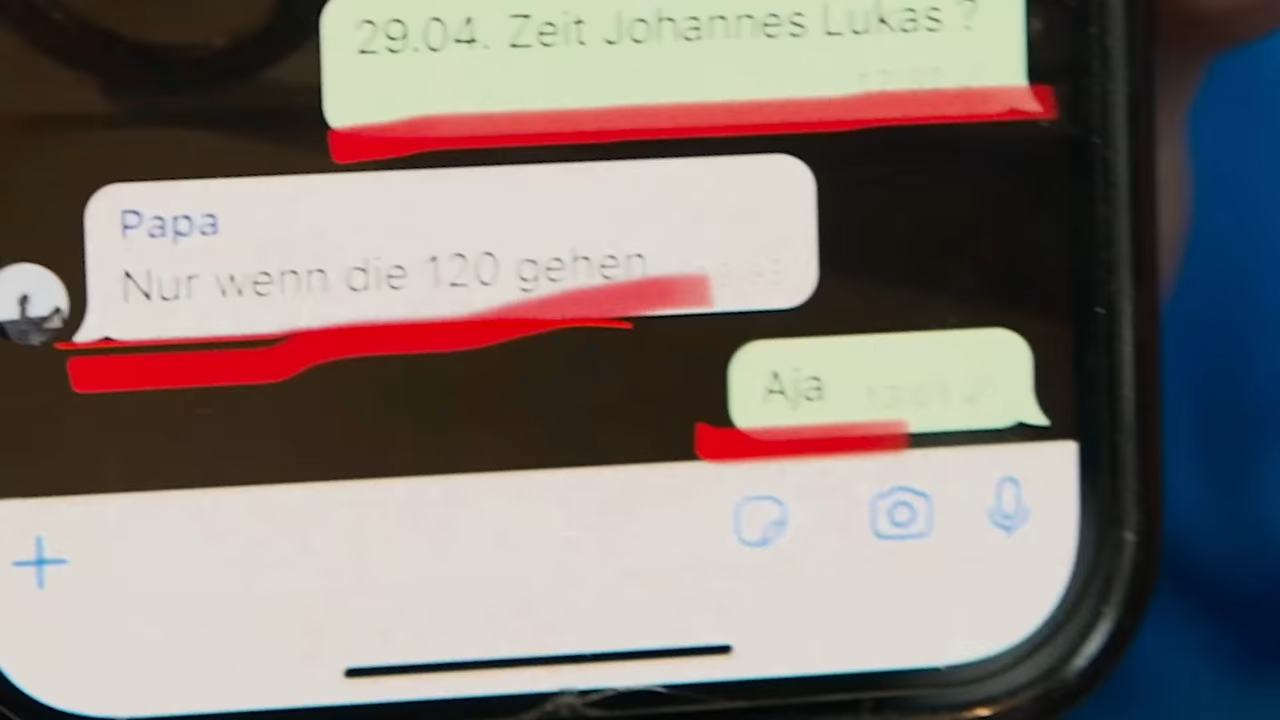 29.04. Zeit Johannes Lukas ?
Papa
Nur wenn die 120 gehen
Aja